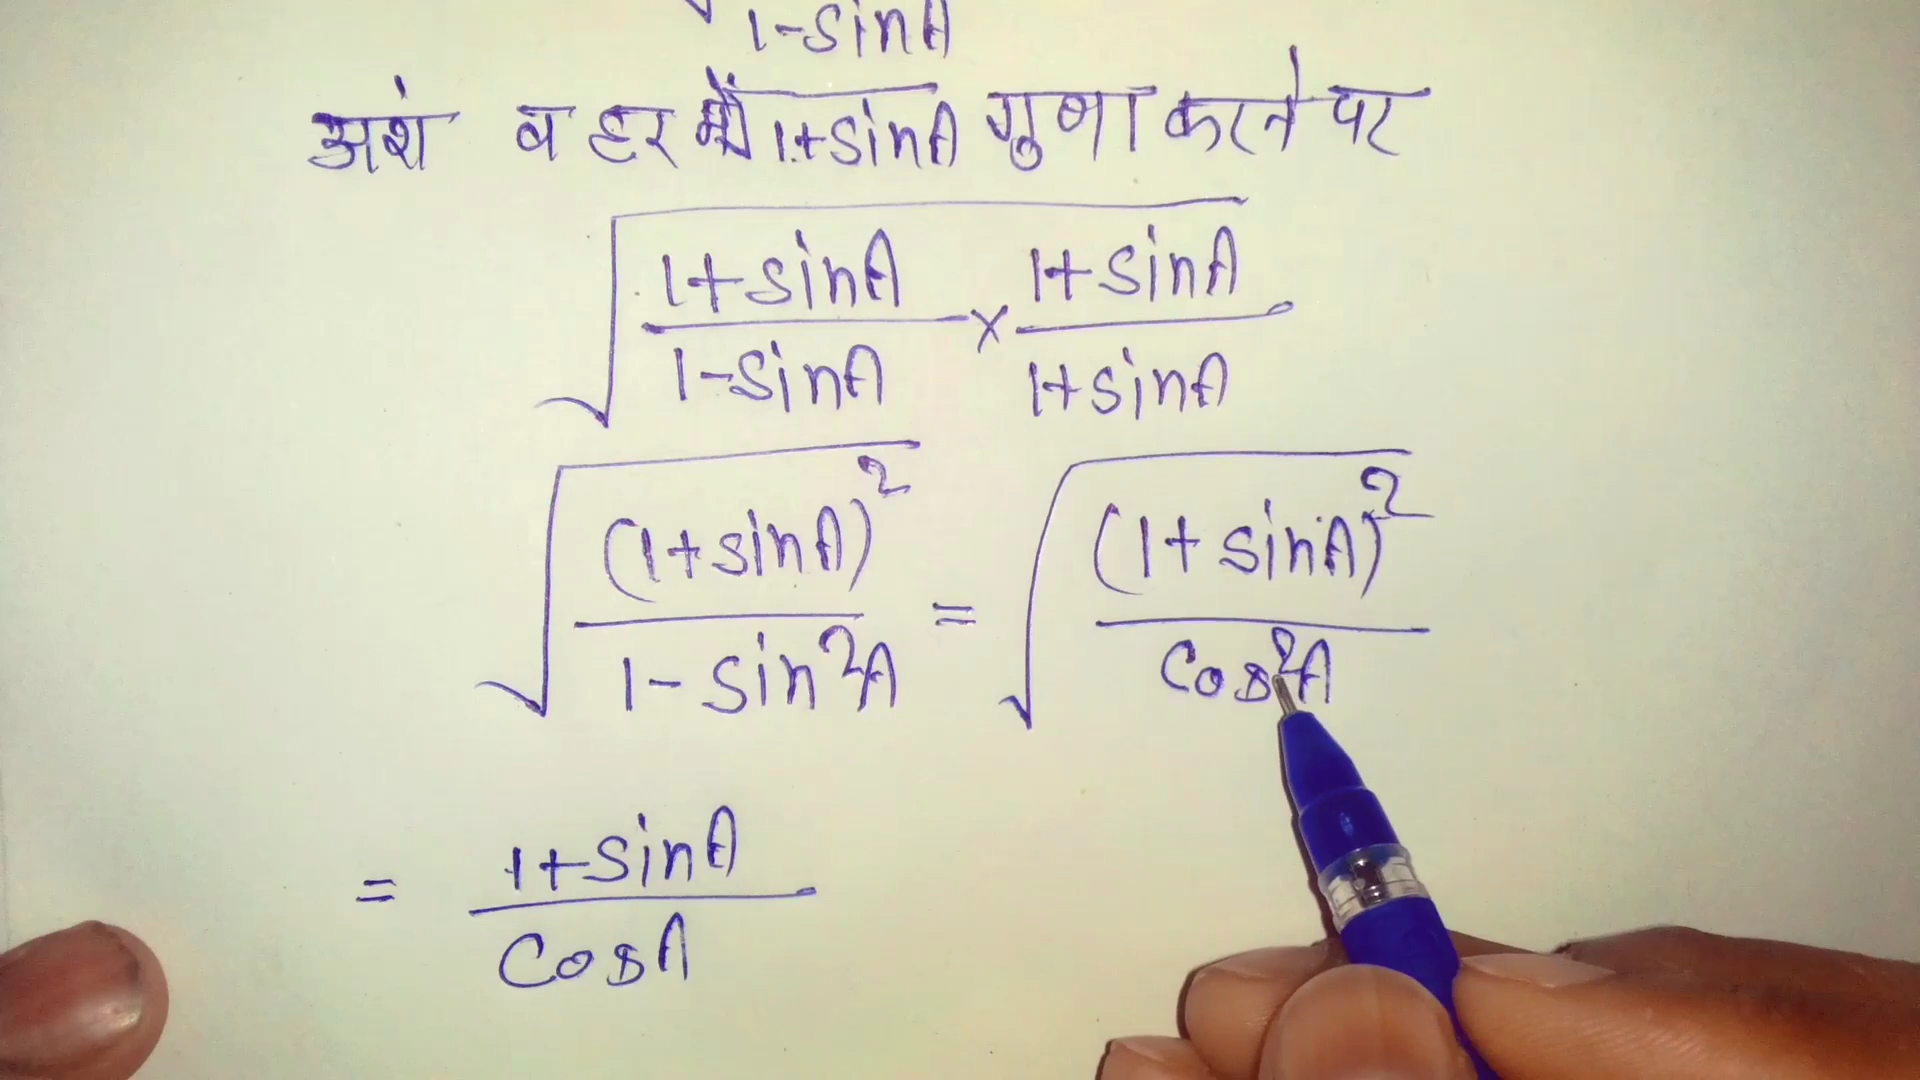 1-sinA
अंश व हर में 1+sinA गुणा करने पर
√(1+sinA/1-sinA × 1+sinA/1+sinA)
√((1+sinA)²/1-sin²A) = √((1+sinA)²/Cos²A)
= 1+sinA/CosA